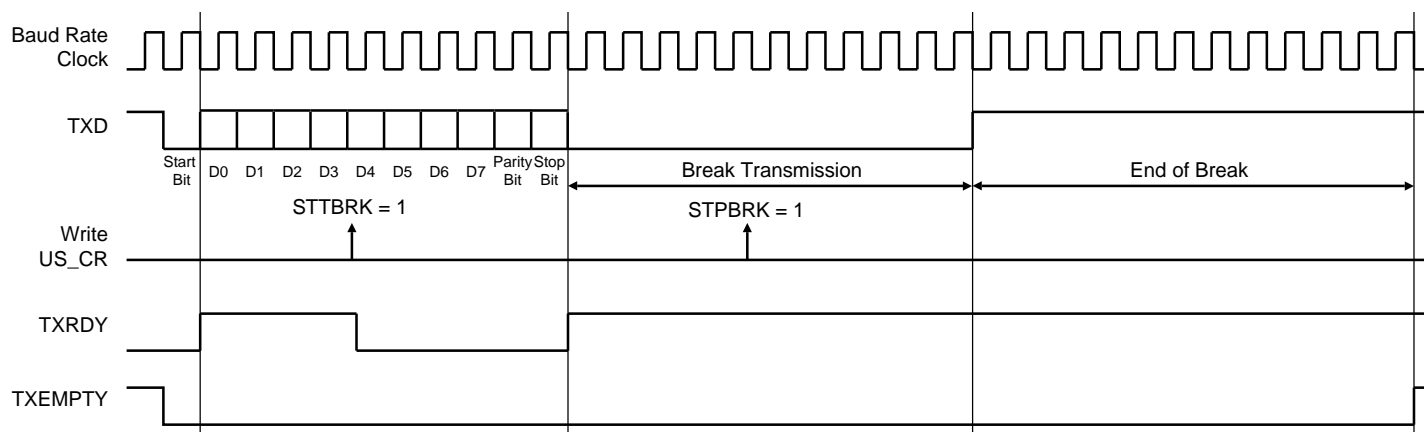 Baud Rate
Clock
TXD
Start
Bit
D0 D1 D2 D3 D4 D5 D6 D7
Parity
Bit
Stop
Bit
Break Transmission
End of Break
STTBRK = 1
STPBRK = 1
Write
US_CR
TXRDY
TXEMPTY